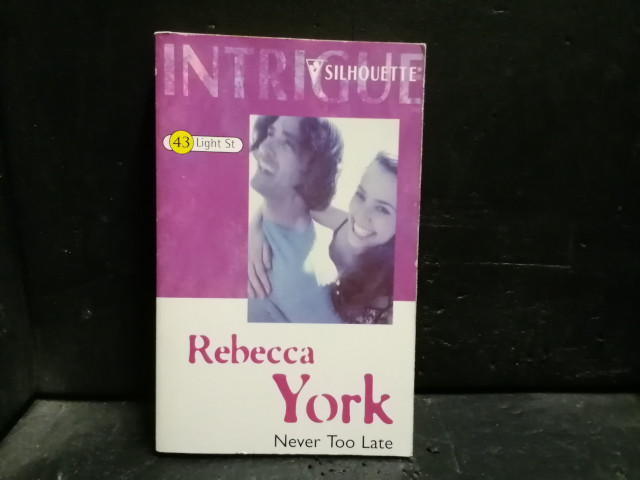 INTRIGUE
SILHOUETTE
43 Light St
Rebecca
York
Never Too Late